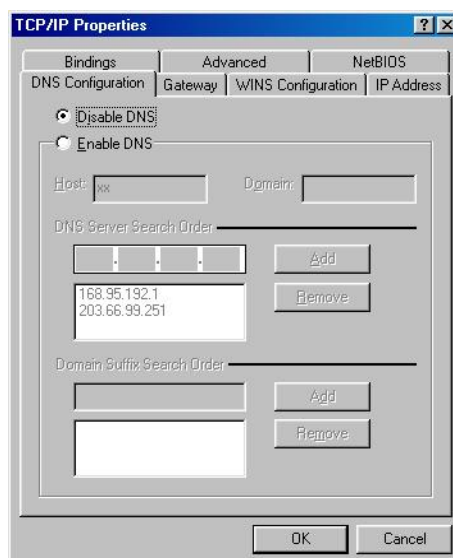 TCP/IP Properties
Bindings Advanced NetBIOS
DNS Configuration Gateway WINS Configuration IP Address
Disable DNS
Enable DNS
Host: xx Domain:
DNS Server Search Order
Add
168.95.192.1
203.66.99.251
Remove
Domain Suffix Search Order
Add
Remove
OK Cancel